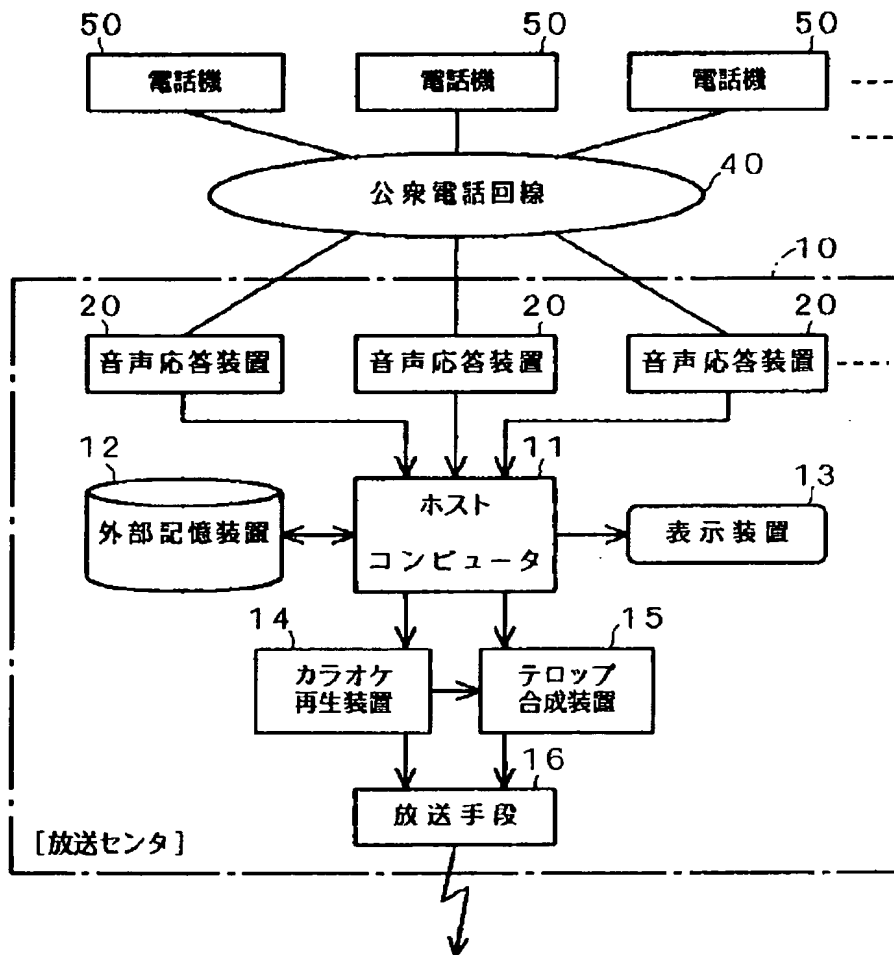 50 50 50
電話機 電話機 電話機
40
公衆電話回線
10
20 20 20
音声応答装置 音声応答装置 音声応答装置
12 11 13
ホスト
外部記憶装置 表示装置
コンピュータ
14 15
カラオケ テロップ
再生装置 合成装置
16
放送手段
[放送センタ]